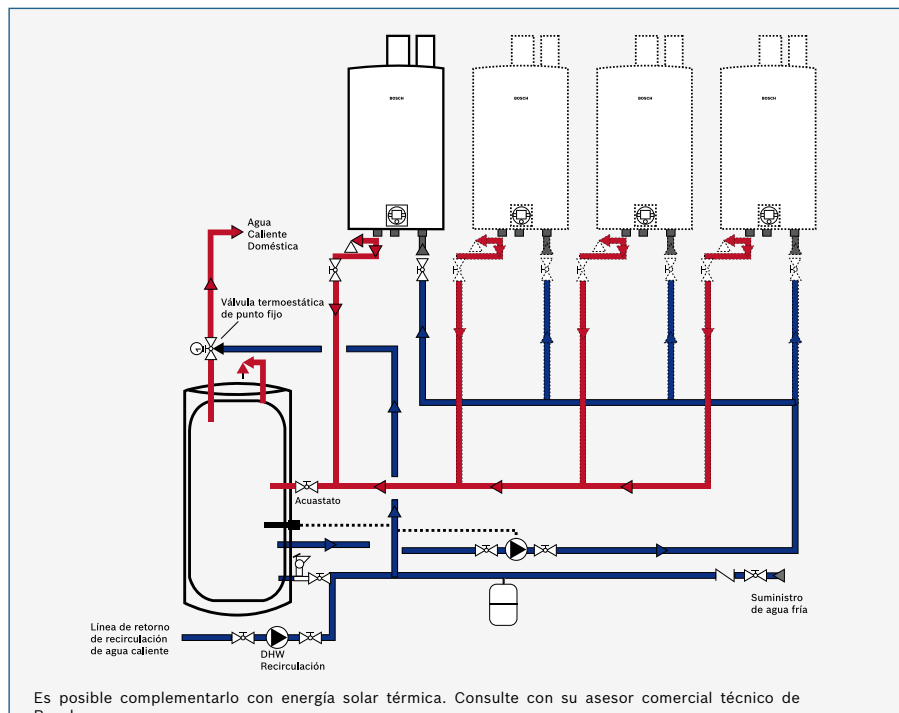 BOSCH
BOSCH
BOSCH
BOSCH
Agua
Caliente
Doméstica
Válvula termoestática
de punto fijo
Acuastato
Suministro
de agua fría
Línea de retorno
de recirculación
de agua caliente
DHW
Recirculación
Es posible complementarlo con energía solar térmica. Consulte con su asesor comercial técnico de